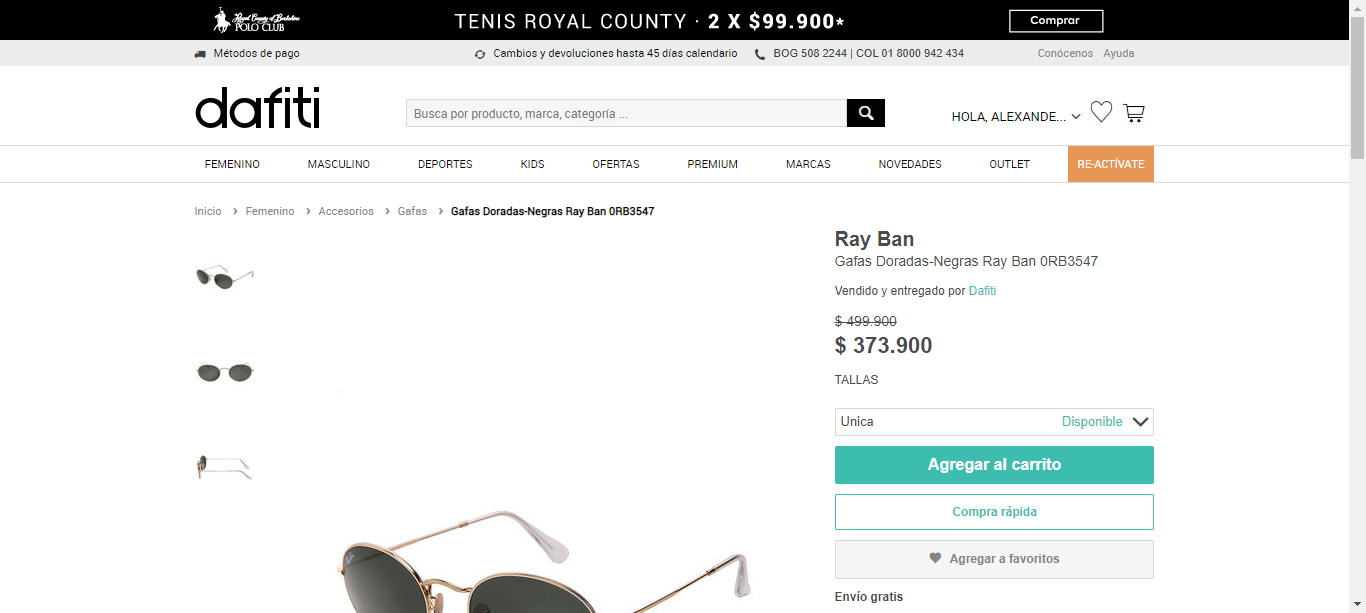 Royal County of Berkshire
POLO CLUB
TENIS ROYAL COUNTY · 2 X $99.900*
Comprar
Métodos de pago
Cambios y devoluciones hasta 45 días calendario
BOG 508 2244 | COL 01 8000 942 434
Conócenos
Ayuda
dafiti
Busca por producto, marca, categoría ...
HOLA, ALEXANDE...
FEMENINO
MASCULINO
DEPORTES
KIDS
OFERTAS
PREMIUM
MARCAS
NOVEDADES
OUTLET
RE-ACTÍVATE
Inicio > Femenino > Accesorios > Gafas > Gafas Doradas-Negras Ray Ban 0RB3547
Ray Ban
Gafas Doradas-Negras Ray Ban 0RB3547
Vendido y entregado por Dafiti
$ 499.900
$ 373.900
TALLAS
Unica Disponible
Agregar al carrito
Compra rápida
Agregar a favoritos
Envío gratis